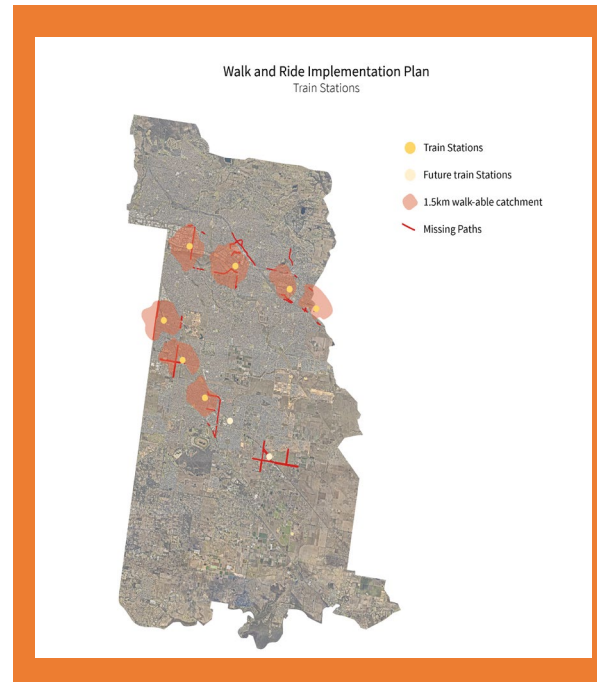 Walk and Ride Implementation Plan
Train Stations
Train Stations
Future train Stations
1.5km walk-able catchment
Missing Paths